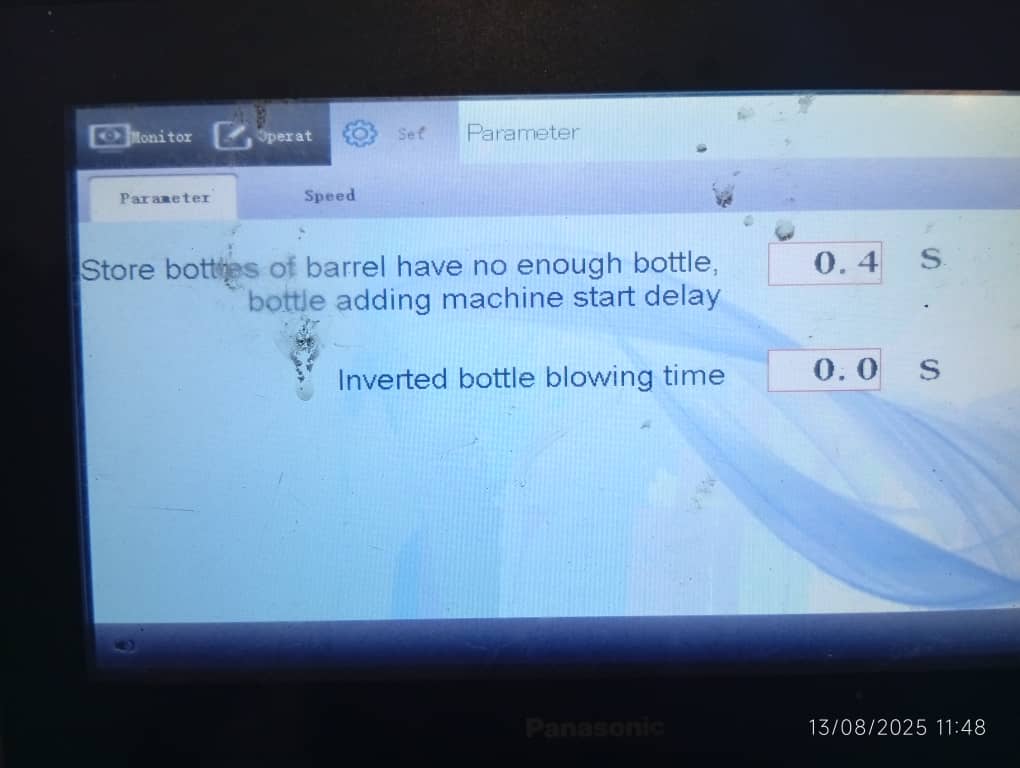 Monitor
Operat
Set
Parameter
Parameter
Speed
Store bottles of barrel have no enough bottle,
0.4 S
bottle adding machine start delay
Inverted bottle blowing time
0.0 S
Panasonic
13/08/2025 11:48